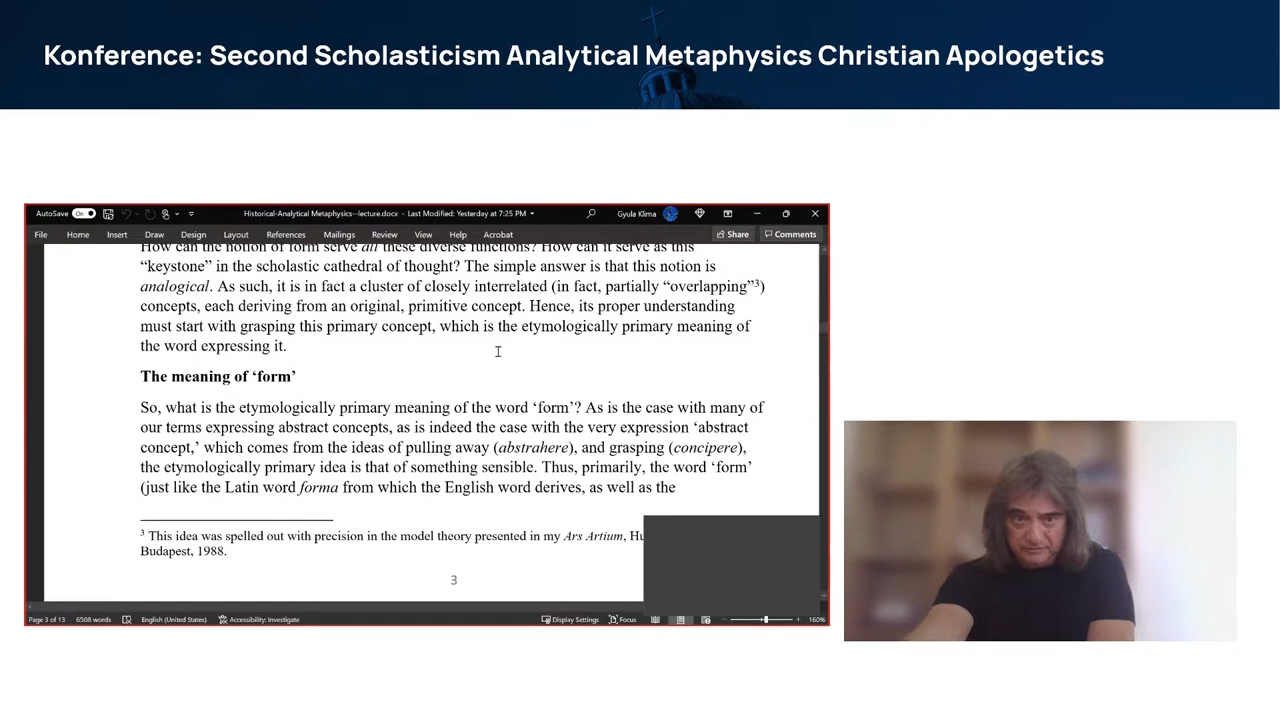 Konference: Second Scholasticism Analytical Metaphysics Christian Apologetics
AutoSave On Historical-Analytical Metaphysics--lecture.docx • Last Modified: Yesterday at 7:25 PM Gyula Klima
File Home Insert Draw Design Layout References Mailings Review View Help Acrobat Share Comments
How can the notion of form serve all these diverse functions? How can it serve as this
“keystone” in the scholastic cathedral of thought? The simple answer is that this notion is
analogical. As such, it is in fact a cluster of closely interrelated (in fact, partially “overlapping”3)
concepts, each deriving from an original, primitive concept. Hence, its proper understanding
must start with grasping this primary concept, which is the etymologically primary meaning of
the word expressing it.
The meaning of ‘form’
So, what is the etymologically primary meaning of the word ‘form’? As is the case with many of
our terms expressing abstract concepts, as is indeed the case with the very expression ‘abstract
concept,’ which comes from the ideas of pulling away (abstrahere), and grasping (concipere),
the etymologically primary idea is that of something sensible. Thus, primarily, the word ‘form’
(just like the Latin word forma from which the English word derives, as well as the
3 This idea was spelled out with precision in the model theory presented in my Ars Artium,
Budapest, 1988.
3
Page 3 of 13 6508 words English (United States) Accessibility: Investigate Display Settings Focus 160%